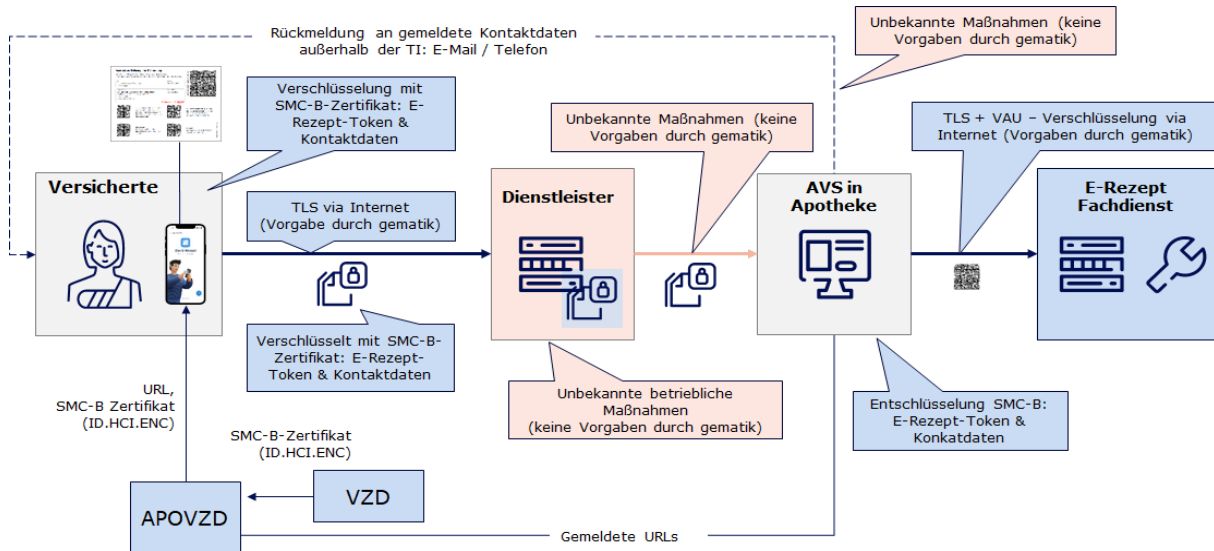 Rückmeldung an gemeldete Kontaktdaten
außerhalb der TI: E-Mail / Telefon
Unbekannte Maßnahmen (keine
Vorgaben durch gematik)
Verschlüsselung mit
SMC-B-Zertifikat: E-
Rezept-Token &
Kontaktdaten
Unbekannte Maßnahmen (keine
Vorgaben durch gematik)
TLS + VAU – Verschlüsselung via
Internet (Vorgaben durch gematik)
Versicherte
TLS via Internet
(Vorgabe durch gematik)
Dienstleister
AVS in
Apotheke
E-Rezept
Fachdienst
Verschlüsselt mit SMC-B-
Zertifikat: E-Rezept-
Token & Kontaktdaten
Unbekannte betriebliche
Maßnahmen
(keine Vorgaben durch gematik)
Entschlüsselung SMC-B:
E-Rezept-Token &
Konkatdaten
URL,
SMC-B Zertifikat
(ID.HCI.ENC)
SMC-B-Zertifikat
(ID.HCI.ENC)
VZD
APOVZD
Gemeldete URLs